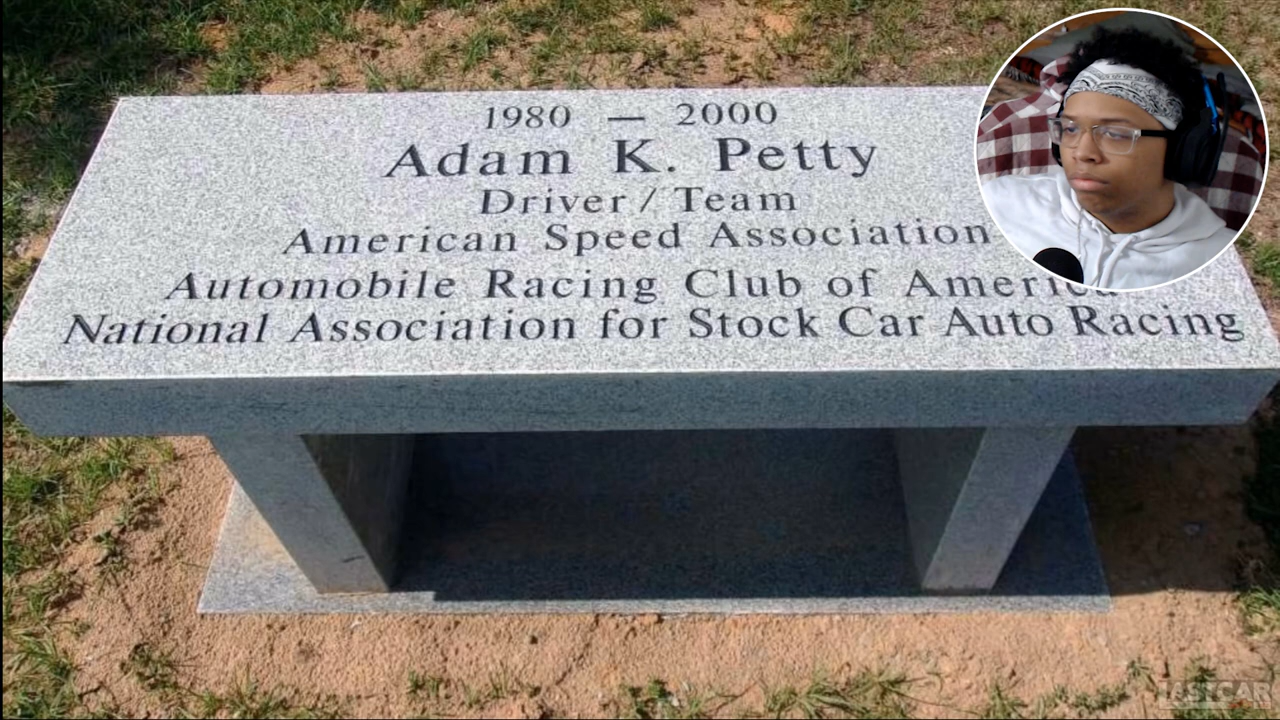 1980 — 2000
Adam K. Petty
Driver / Team
American Speed Association
Automobile Racing Club of America
National Association for Stock Car Auto Racing